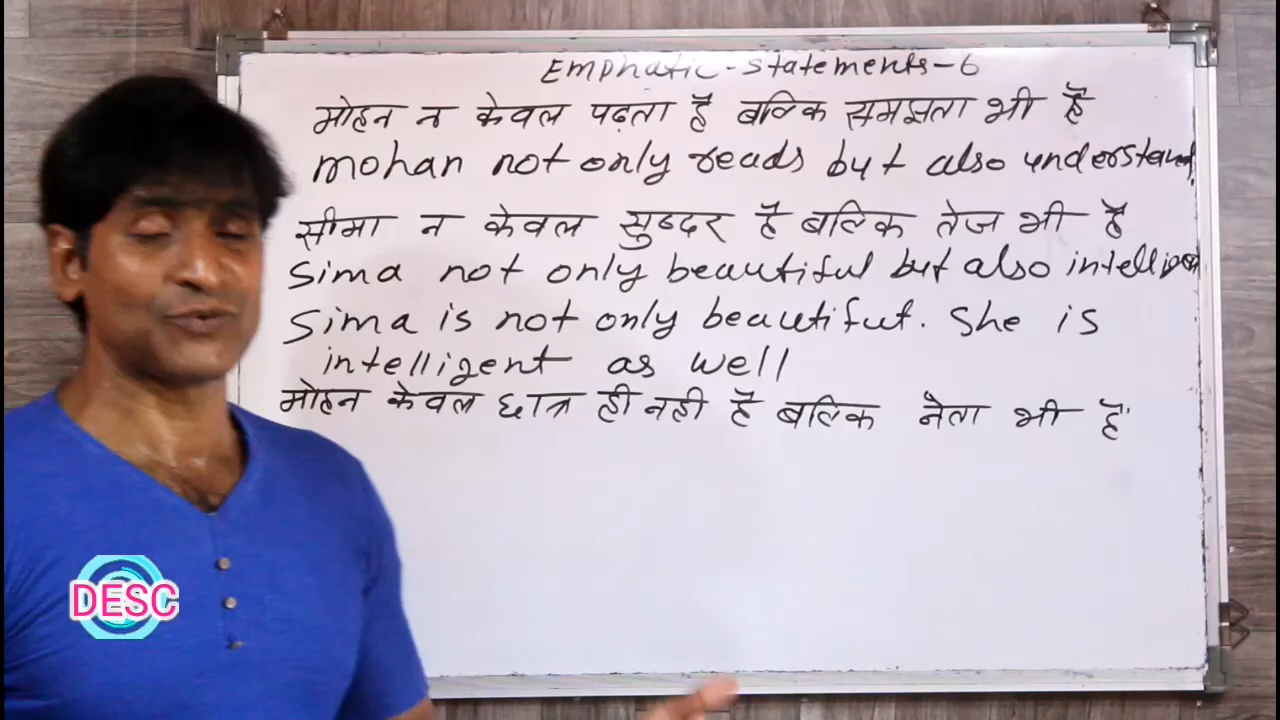 Emphatic-statements-6
मोहन न केवल पढ़ता है बल्कि समझता भी है
mohan not only reads but also understand
सीमा न केवल सुन्दर है बल्कि तेज भी है
Sima not only beautiful but also intelligent
Sima is not only beautiful. She is
intelligent as well
मोहन केवल छात्र ही नही है बल्कि नेता भी है
DESC